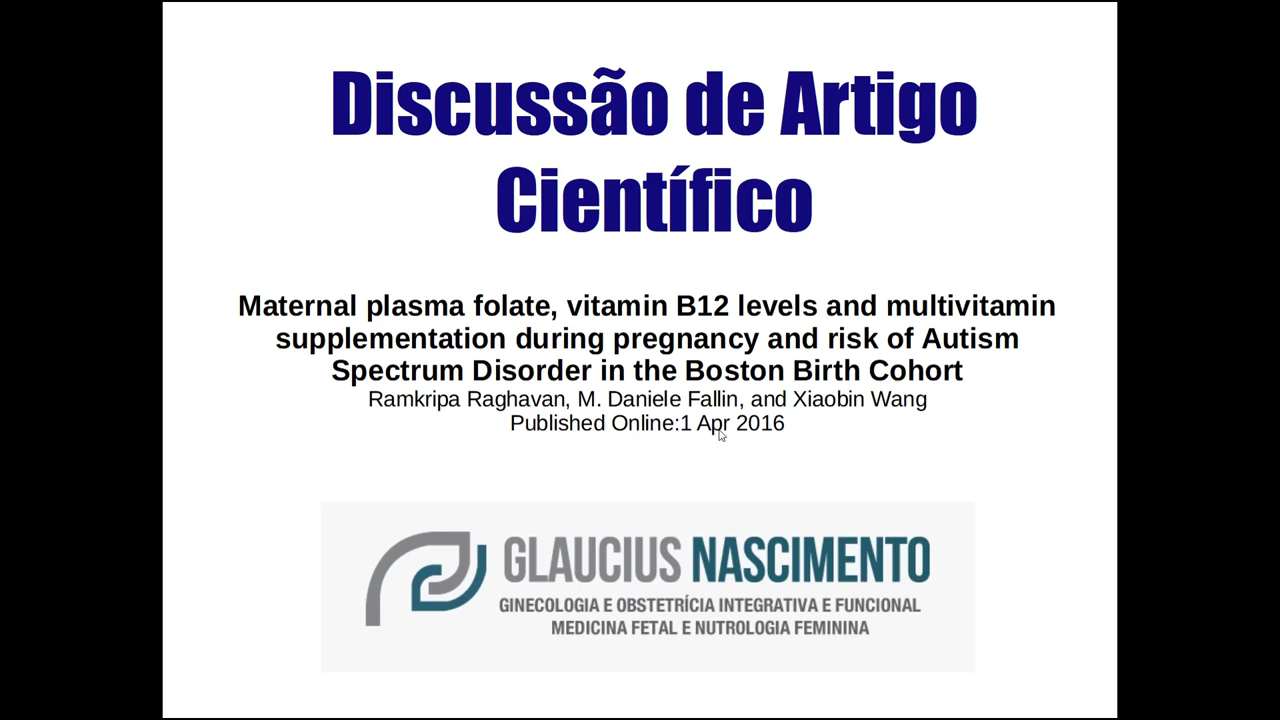 Discussão de Artigo
Científico
Maternal plasma folate, vitamin B12 levels and multivitamin
supplementation during pregnancy and risk of Autism
Spectrum Disorder in the Boston Birth Cohort
Ramkripa Raghavan, M. Daniele Fallin, and Xiaobin Wang
Published Online:1 Apr 2016
GLAUCIUS NASCIMENTO
GINECOLOGIA E OBSTETRÍCIA INTEGRATIVA E FUNCIONAL
MEDICINA FETAL E NUTROLOGIA FEMININA